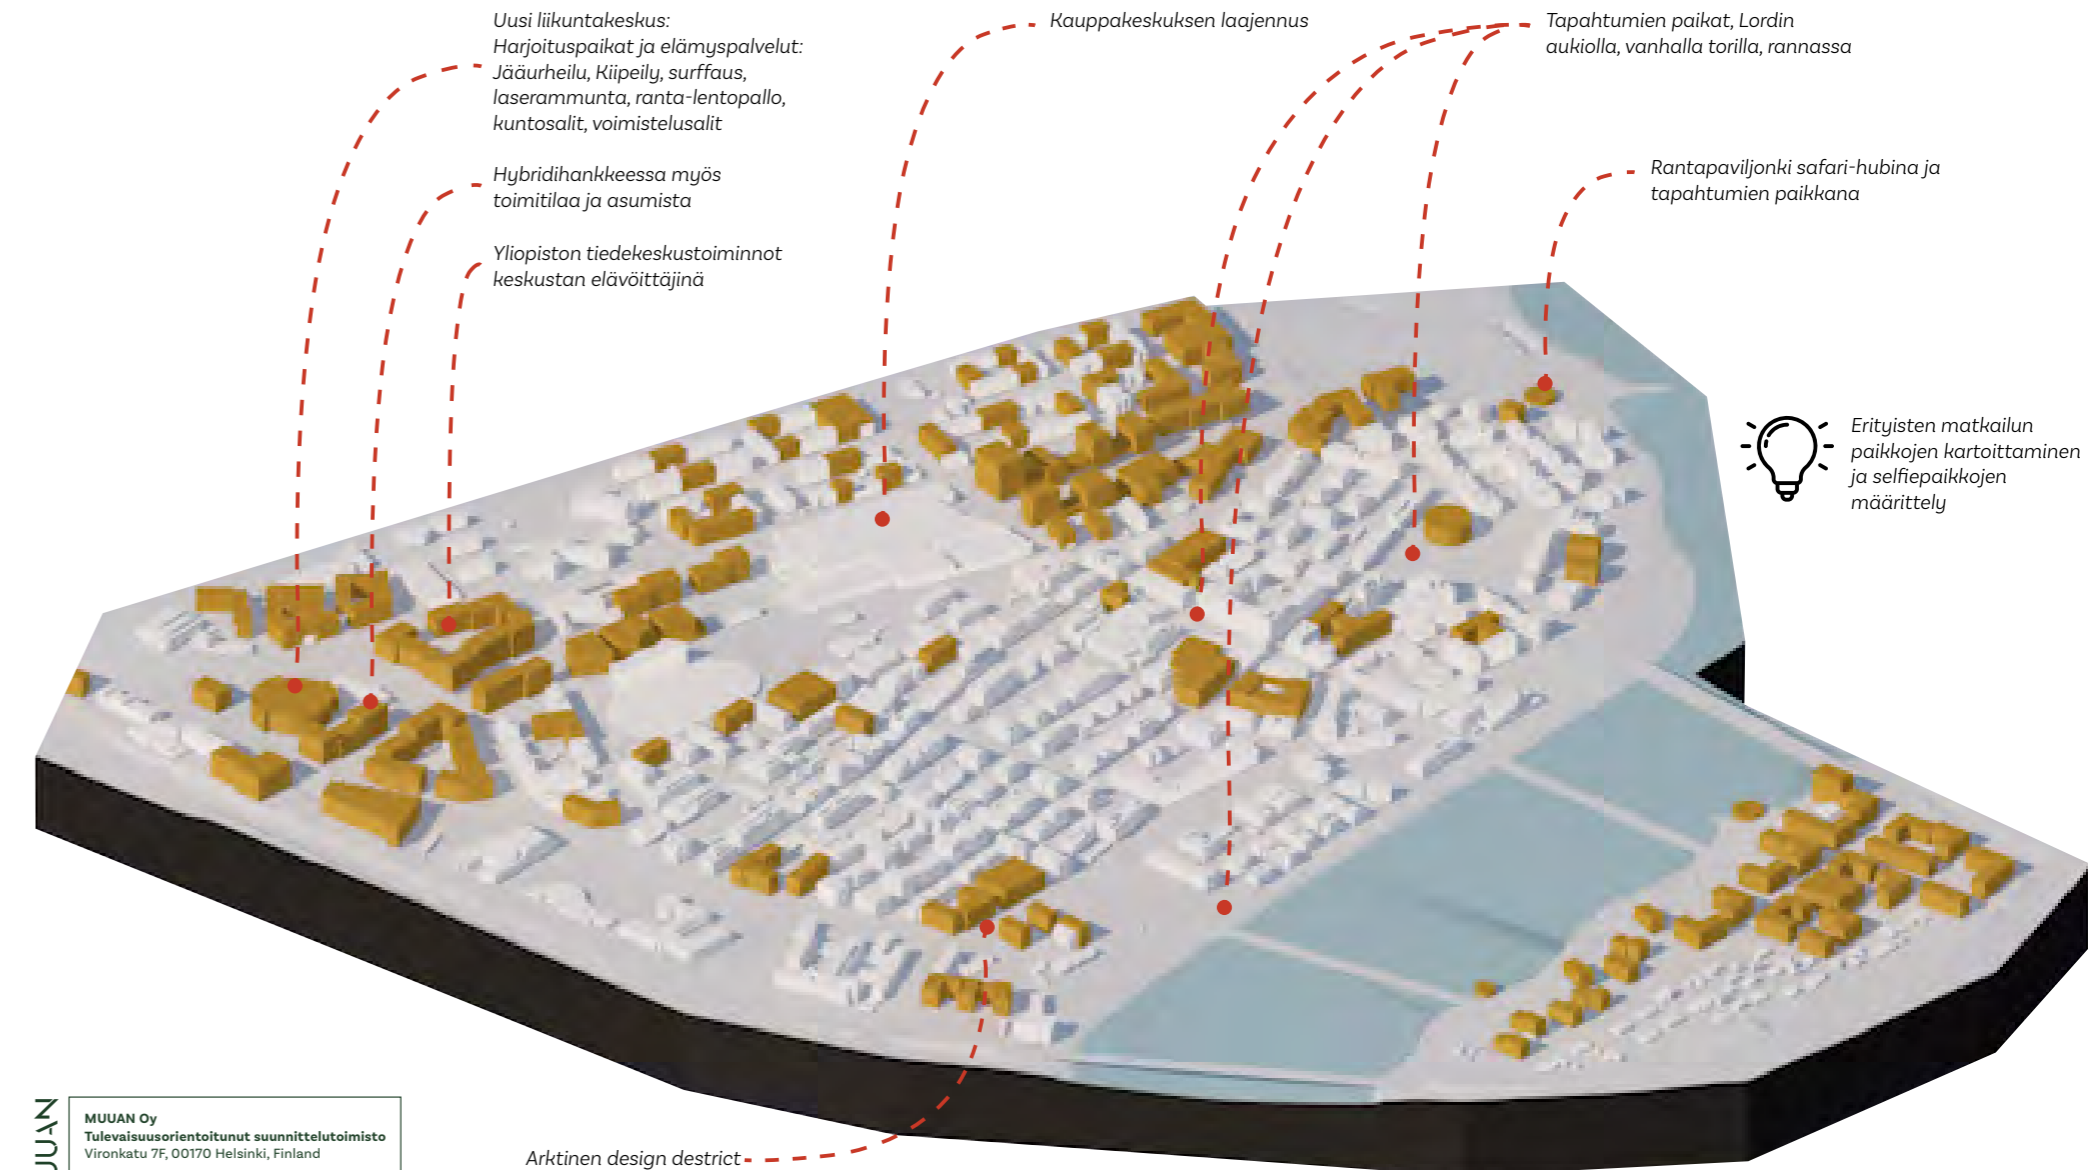 Uusi liikuntakeskus:
Harjoituspaikat ja elämyspalvelut:
Jääurheilu, Kiipeily, surffaus,
laserammunta, ranta-lentopallo,
kuntosalit, voimistelusalit
Hybridihankkeessa myös
toimitilaa ja asumista
Yliopiston tiedekeskustoiminnot
keskustan elävöittäjinä
Kauppakeskuksen laajennus
Tapahtumien paikat, Lordin
aukiolla, vanhalla torilla, rannassa
Rantapaviljonki safari-hubina ja
tapahtumien paikkana
Erityisten matkailun
paikkojen kartoittaminen
ja selfiepaikkojen
määrittely
Arktinen design destrict
MUUAN Oy
Tulevaisuusorientoitunut suunnittelutoimisto
Vironkatu 7F, 00170 Helsinki, Finland